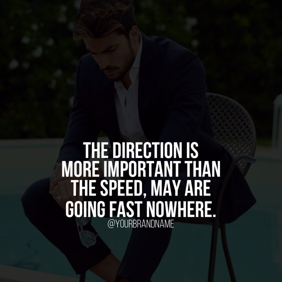 THE DIRECTION IS
MORE IMPORTANT THAN
THE SPEED, MAY ARE
GOING FAST NOWHERE.
@YOURBRANDNAME